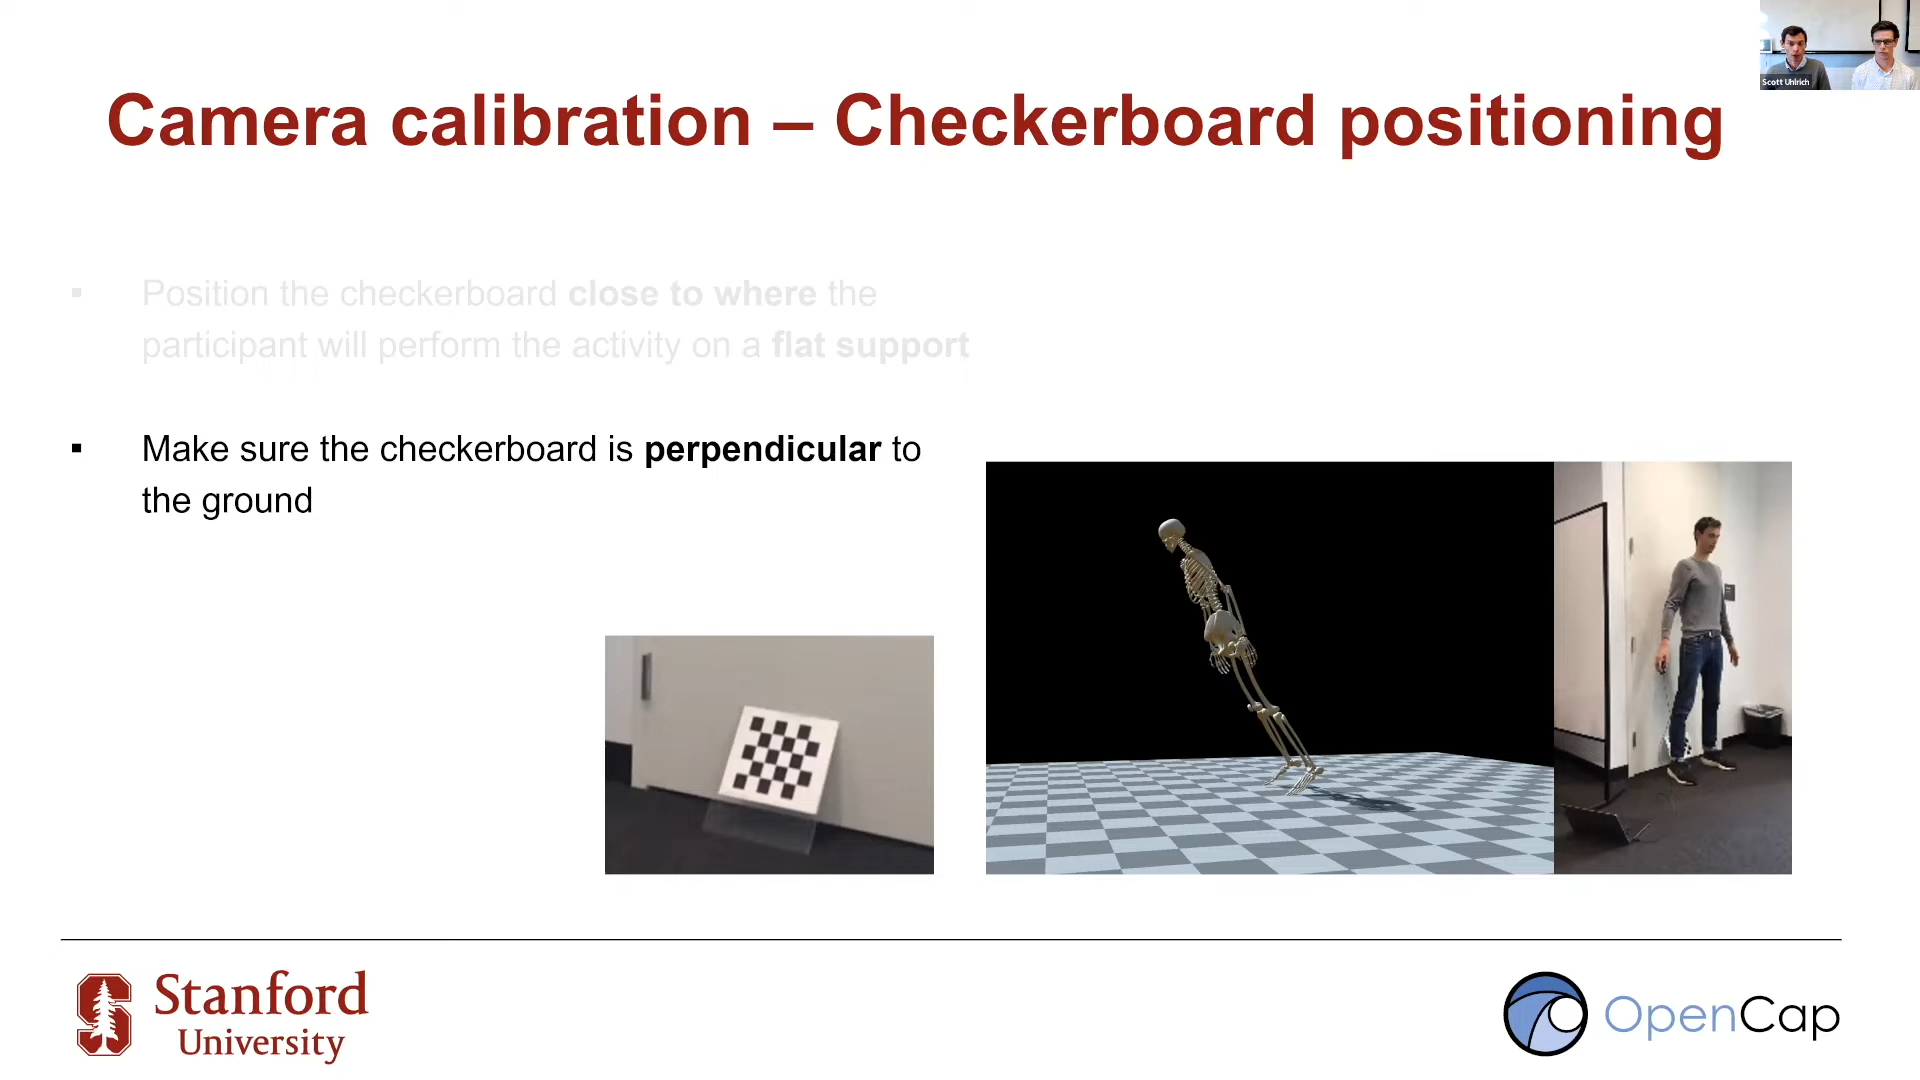 Scott Uhlrich
Camera calibration – Checkerboard positioning
▪ Position the checkerboard close to where the
participant will perform the activity on a flat support
▪ Make sure the checkerboard is perpendicular to
the ground
Stanford
University
OpenCap